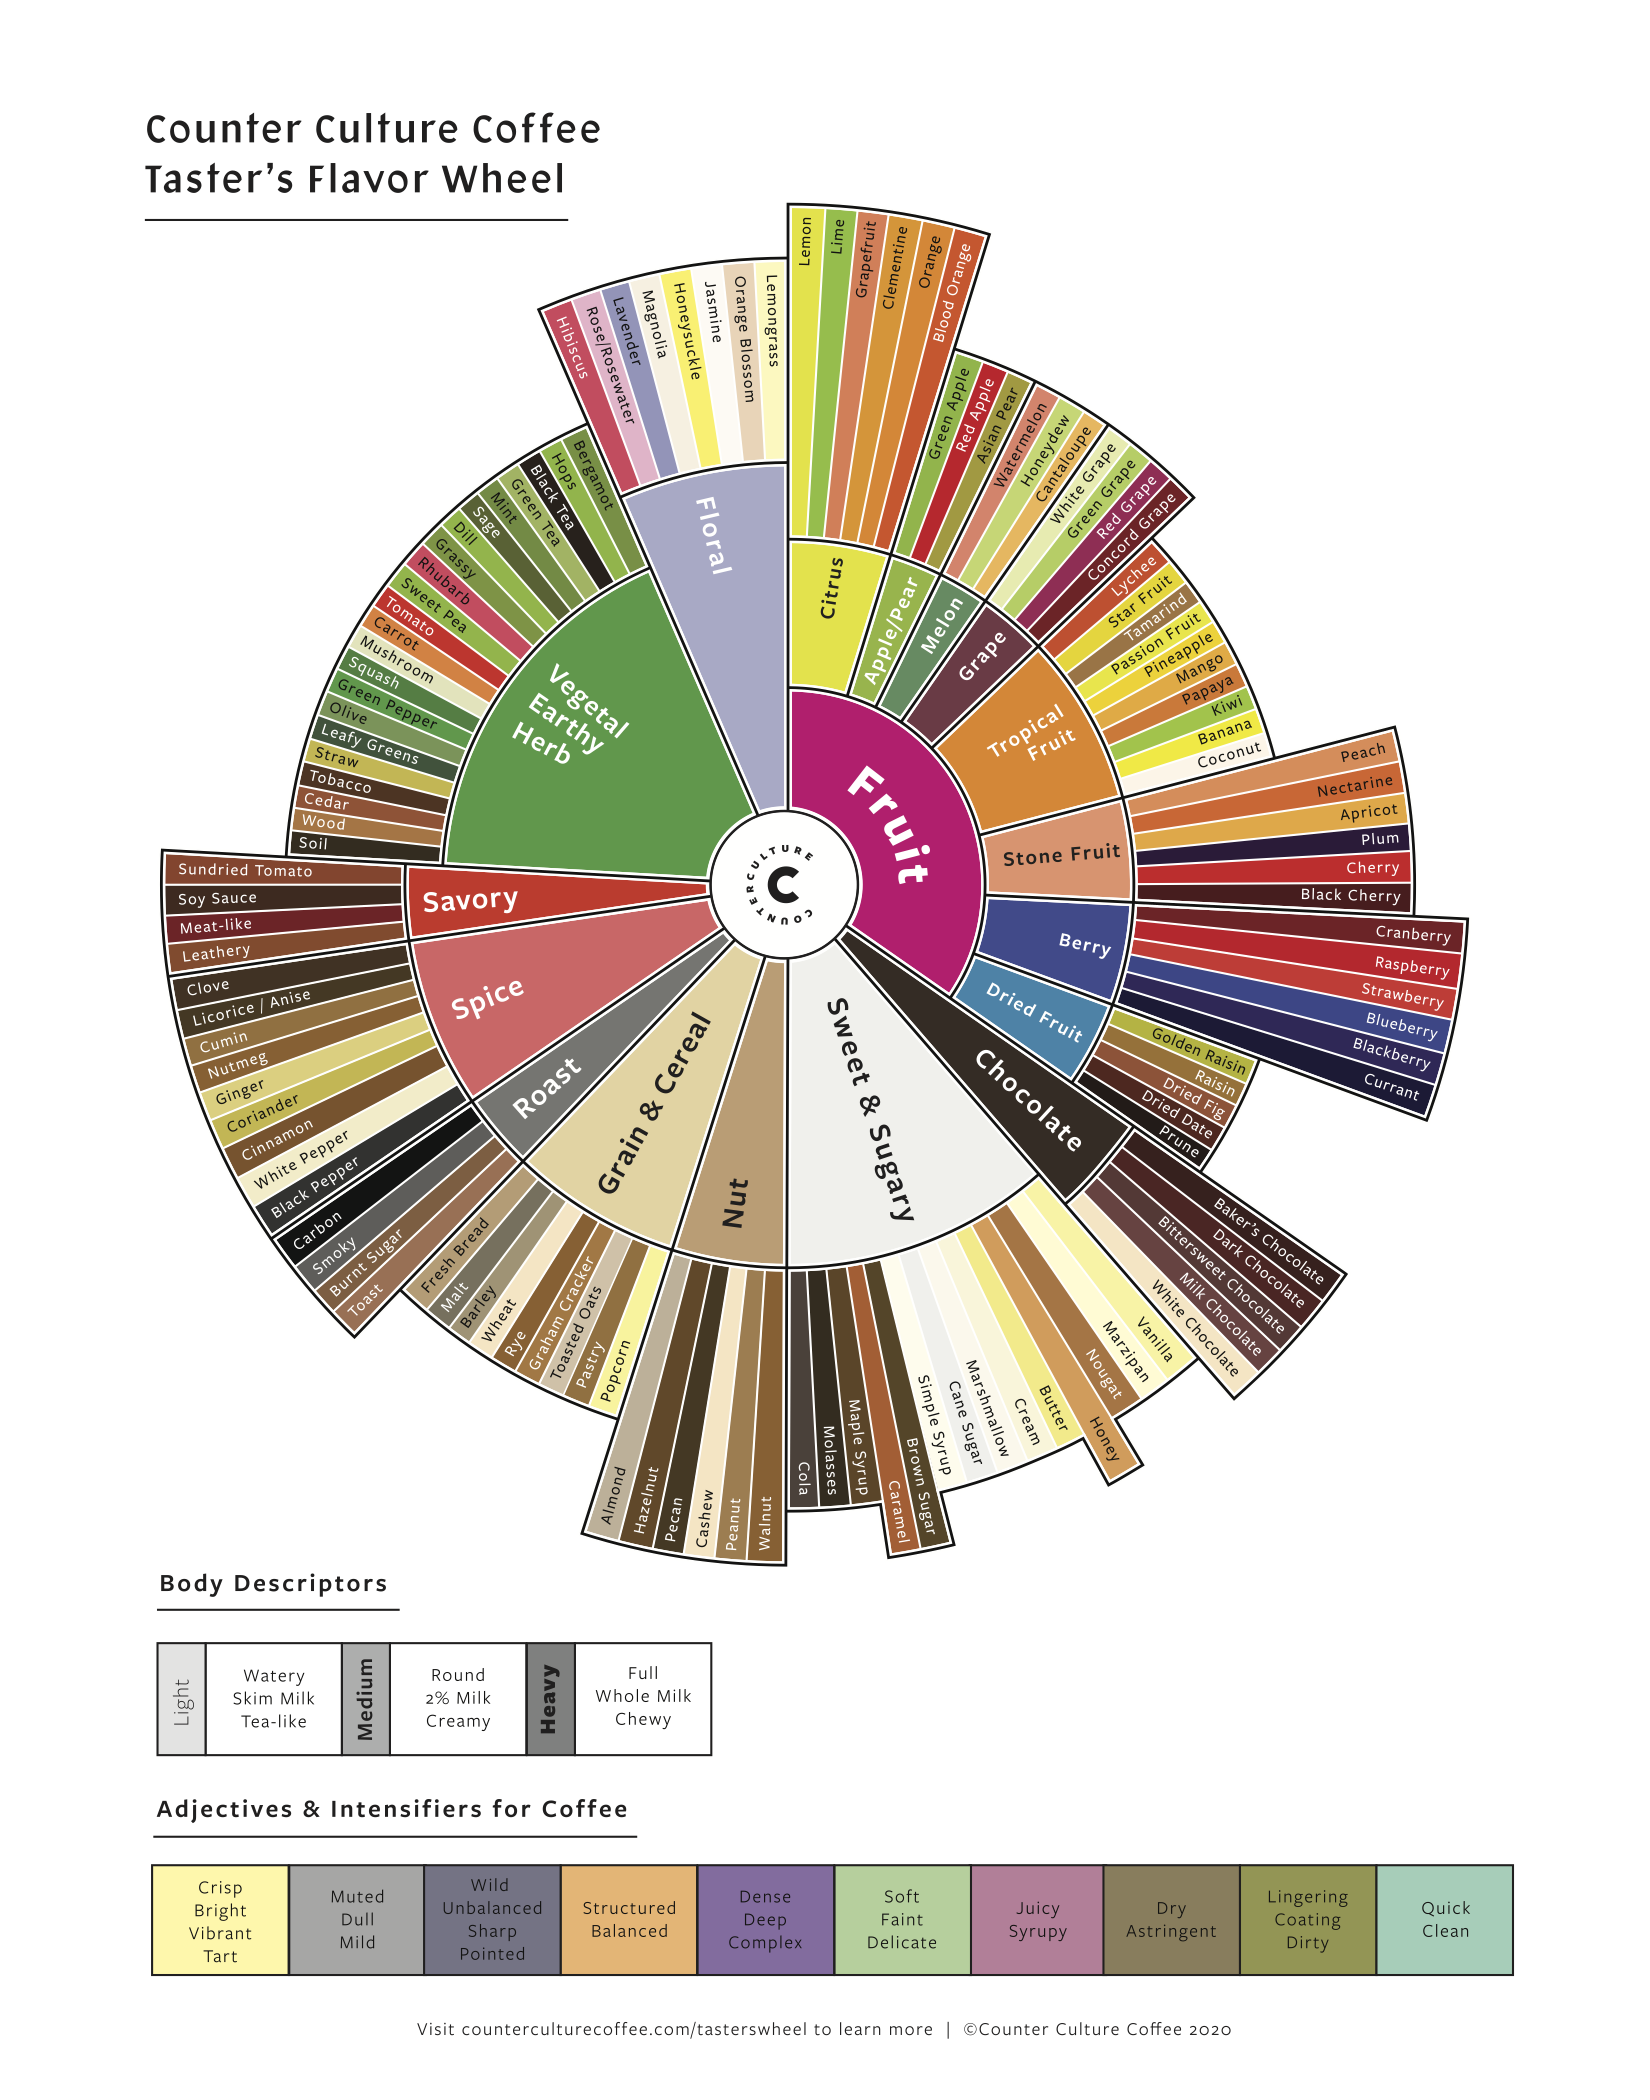 Counter Culture Coffee
Taster's Flavor Wheel
COUNTER CULTURE
C
Fruit
Citrus
Lemon
Lime
Grapefruit
Clementine
Orange
Blood Orange
Apple/Pear
Green Apple
Red Apple
Asian Pear
Melon
Watermelon
Honeydew
Cantaloupe
Grape
White Grape
Green Grape
Red Grape
Concord Grape
Tropical
Fruit
Lychee
Star Fruit
Tamarind
Passion Fruit
Pineapple
Mango
Papaya
Kiwi
Banana
Coconut
Stone Fruit
Peach
Nectarine
Apricot
Plum
Cherry
Black Cherry
Berry
Cranberry
Raspberry
Strawberry
Blueberry
Blackberry
Currant
Dried Fruit
Golden Raisin
Raisin
Dried Fig
Dried Date
Prune
Chocolate
Baker's Chocolate
Dark Chocolate
Bittersweet Chocolate
Milk Chocolate
White Chocolate
Sweet & Sugary
Vanilla
Marzipan
Nougat
Honey
Butter
Cream
Marshmallow
Cane Sugar
Simple Syrup
Brown Sugar
Caramel
Maple Syrup
Molasses
Cola
Nut
Walnut
Peanut
Cashew
Pecan
Hazelnut
Almond
Grain & Cereal
Popcorn
Pastry
Toasted Oats
Graham Cracker
Rye
Wheat
Barley
Malt
Fresh Bread
Roast
Toast
Burnt Sugar
Smoky
Carbon
Spice
Black Pepper
White Pepper
Cinnamon
Coriander
Ginger
Nutmeg
Cumin
Licorice / Anise
Clove
Savory
Leathery
Meat-like
Soy Sauce
Sundried Tomato
Vegetal
Earthy
Herb
Soil
Wood
Cedar
Tobacco
Straw
Leafy Greens
Olive
Green Pepper
Squash
Mushroom
Carrot
Tomato
Sweet Pea
Rhubarb
Grassy
Dill
Sage
Mint
Green Tea
Black Tea
Hops
Bergamot
Floral
Hibiscus
Rose/Rosewater
Lavender
Magnolia
Honeysuckle
Jasmine
Orange Blossom
Lemongrass
Body Descriptors
Light
Watery
Skim Milk
Tea-like
Medium
Round
2% Milk
Creamy
Heavy
Full
Whole Milk
Chewy
Adjectives & Intensifiers for Coffee
Crisp
Bright
Vibrant
Tart
Muted
Dull
Mild
Wild
Unbalanced
Sharp
Pointed
Structured
Balanced
Dense
Deep
Complex
Soft
Faint
Delicate
Juicy
Syrupy
Dry
Astringent
Lingering
Coating
Dirty
Quick
Clean
Visit counterculturecoffee.com/tasterswheel to learn more | ©Counter Culture Coffee 2020